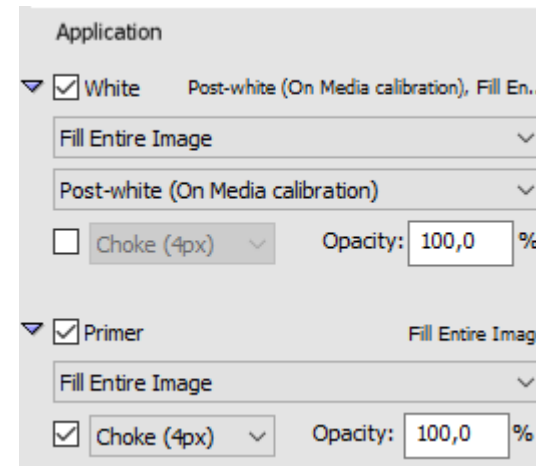 Application
White Post-white (On Media calibration), Fill En..
Fill Entire Image
Post-white (On Media calibration)
Choke (4px) Opacity: 100,0 %
Primer Fill Entire Imag
Fill Entire Image
Choke (4px) Opacity: 100,0 %